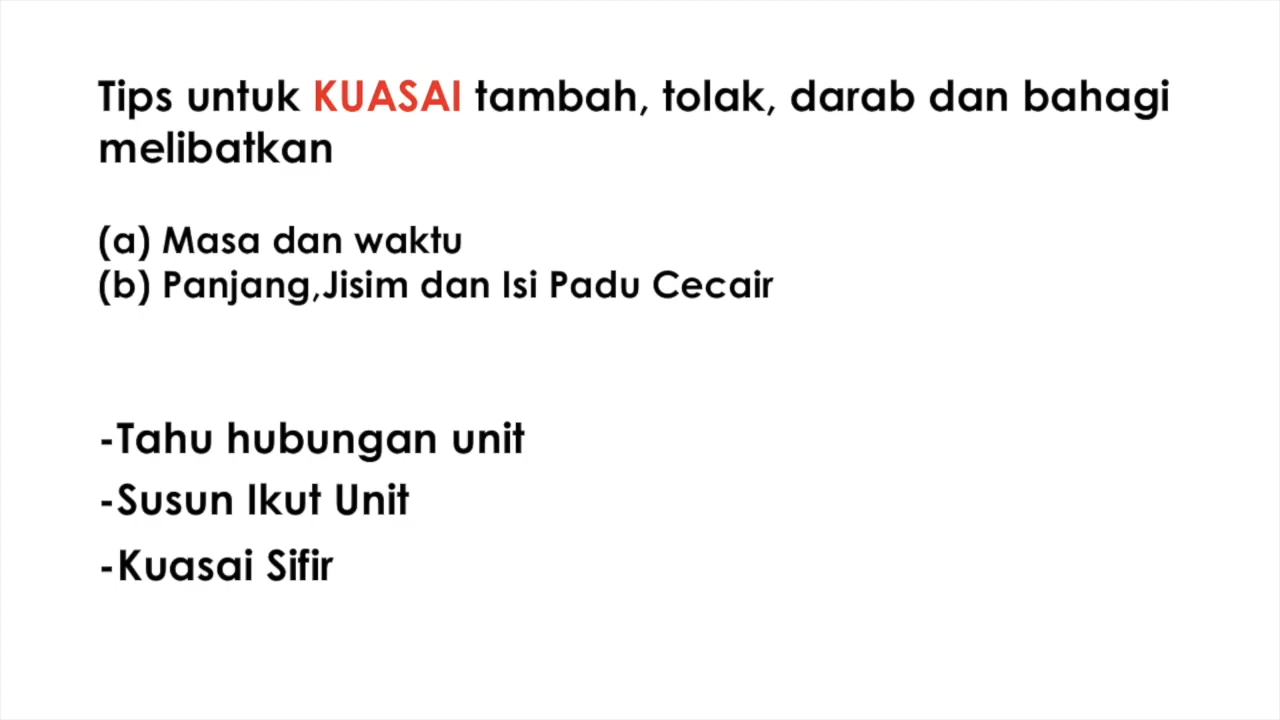 Tips untuk KUASAI tambah, tolak, darab dan bahagi
melibatkan
(a) Masa dan waktu
(b) Panjang,Jisim dan Isi Padu Cecair
-Tahu hubungan unit
-Susun Ikut Unit
-Kuasai Sifir